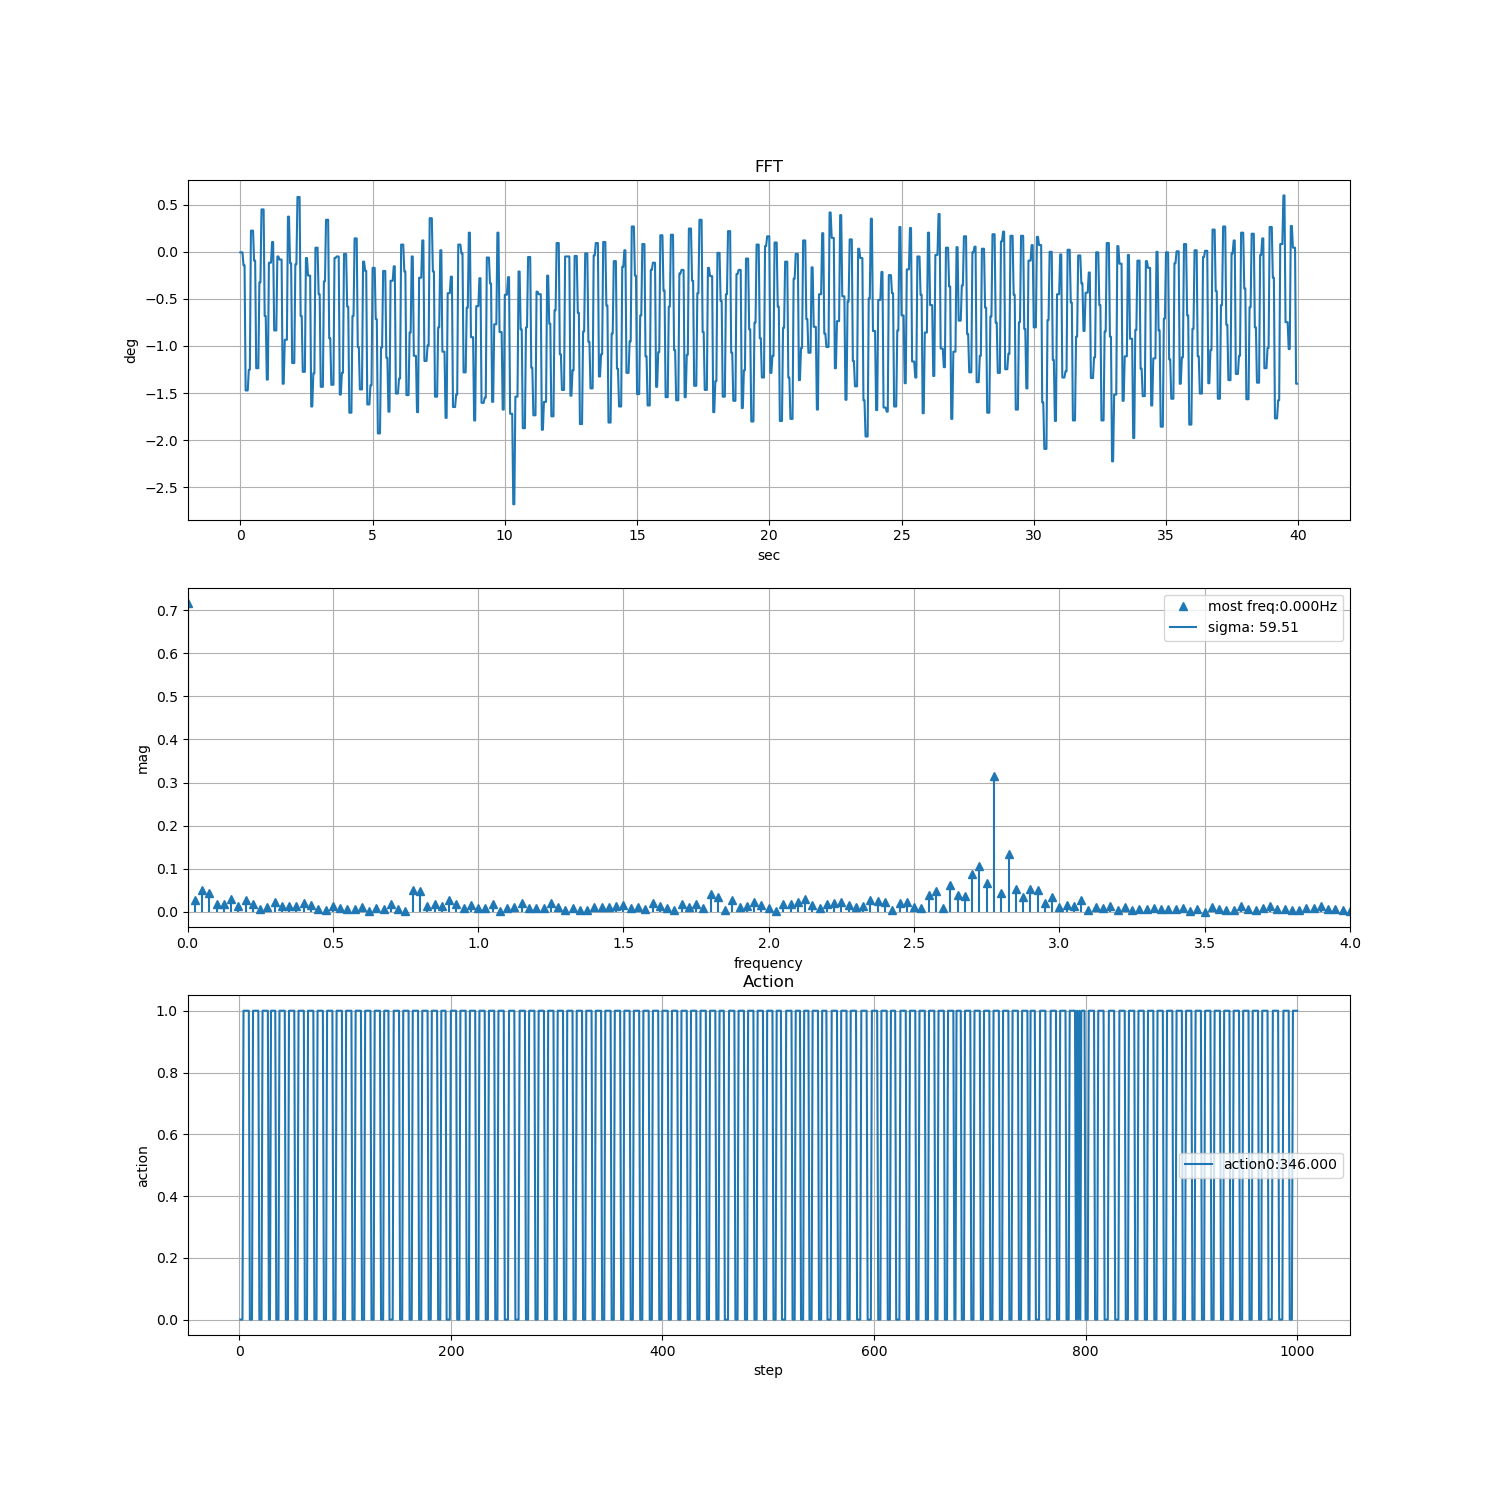 FFT
0.5
0.0
−0.5
−1.0
−1.5
−2.0
−2.5
deg
0 5 10 15 20 25 30 35 40
sec
0.7
0.6
0.5
0.4
0.3
0.2
0.1
0.0
mag
most freq:0.000Hz
sigma: 59.51
0.0 0.5 1.0 1.5 2.0 2.5 3.0 3.5 4.0
frequency
Action
1.0
0.8
0.6
0.4
0.2
0.0
action
action0:346.000
0 200 400 600 800 1000
step